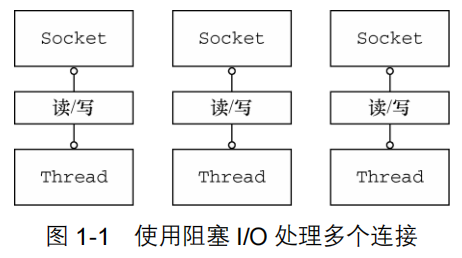 Socket Socket Socket
读/写 读/写 读/写
Thread Thread Thread
图 1-1 使用阻塞 I/O 处理多个连接